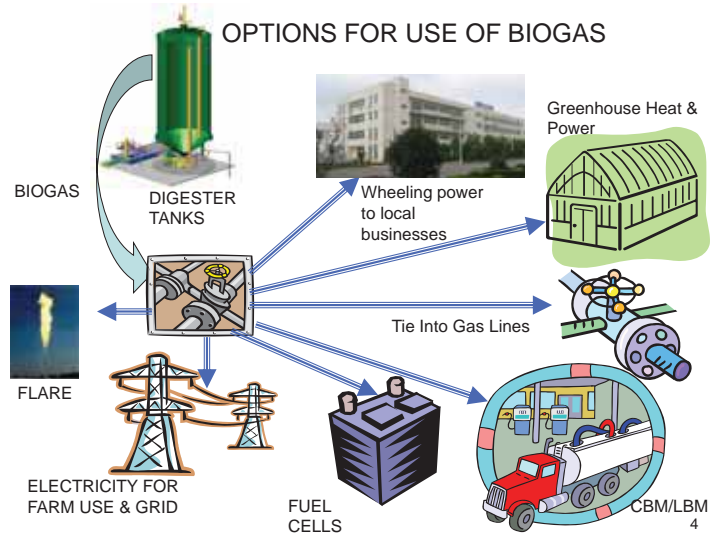 OPTIONS FOR USE OF BIOGAS
Greenhouse Heat &
Power
BIOGAS
DIGESTER
TANKS
Wheeling power
to local
businesses
Tie Into Gas Lines
FLARE
ELECTRICITY FOR
FARM USE & GRID
FUEL
CELLS
CBM/LBM
4